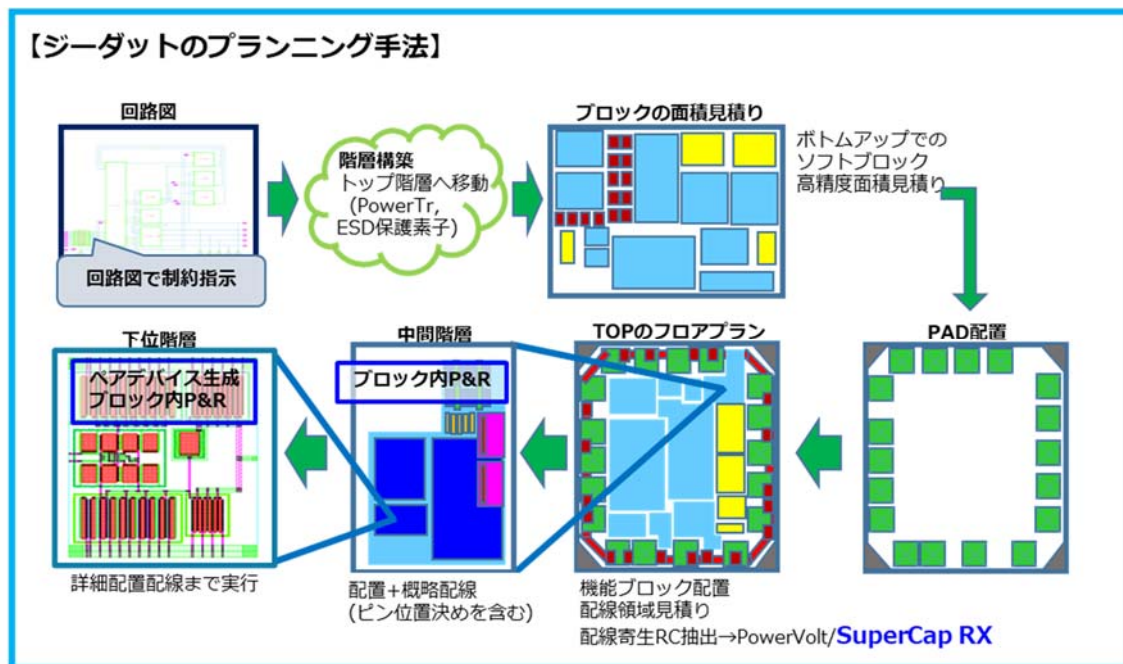 【ジーダットのプランニング手法】
回路図
回路図で制約指示
階層構築
トップ階層へ移動
(PowerTr,
ESD保護素子)
ブロックの面積見積り
ボトムアップでの
ソフトブロック
高精度面積見積り
PAD配置
TOPのフロアプラン
機能ブロック配置
配線領域見積り
配線寄生RC抽出→PowerVolt/SuperCap RX
中間階層
ブロック内P&R
配置+概略配線
(ピン位置決めを含む)
下位階層
ペアデバイス生成
ブロック内P&R
詳細配置配線まで実行